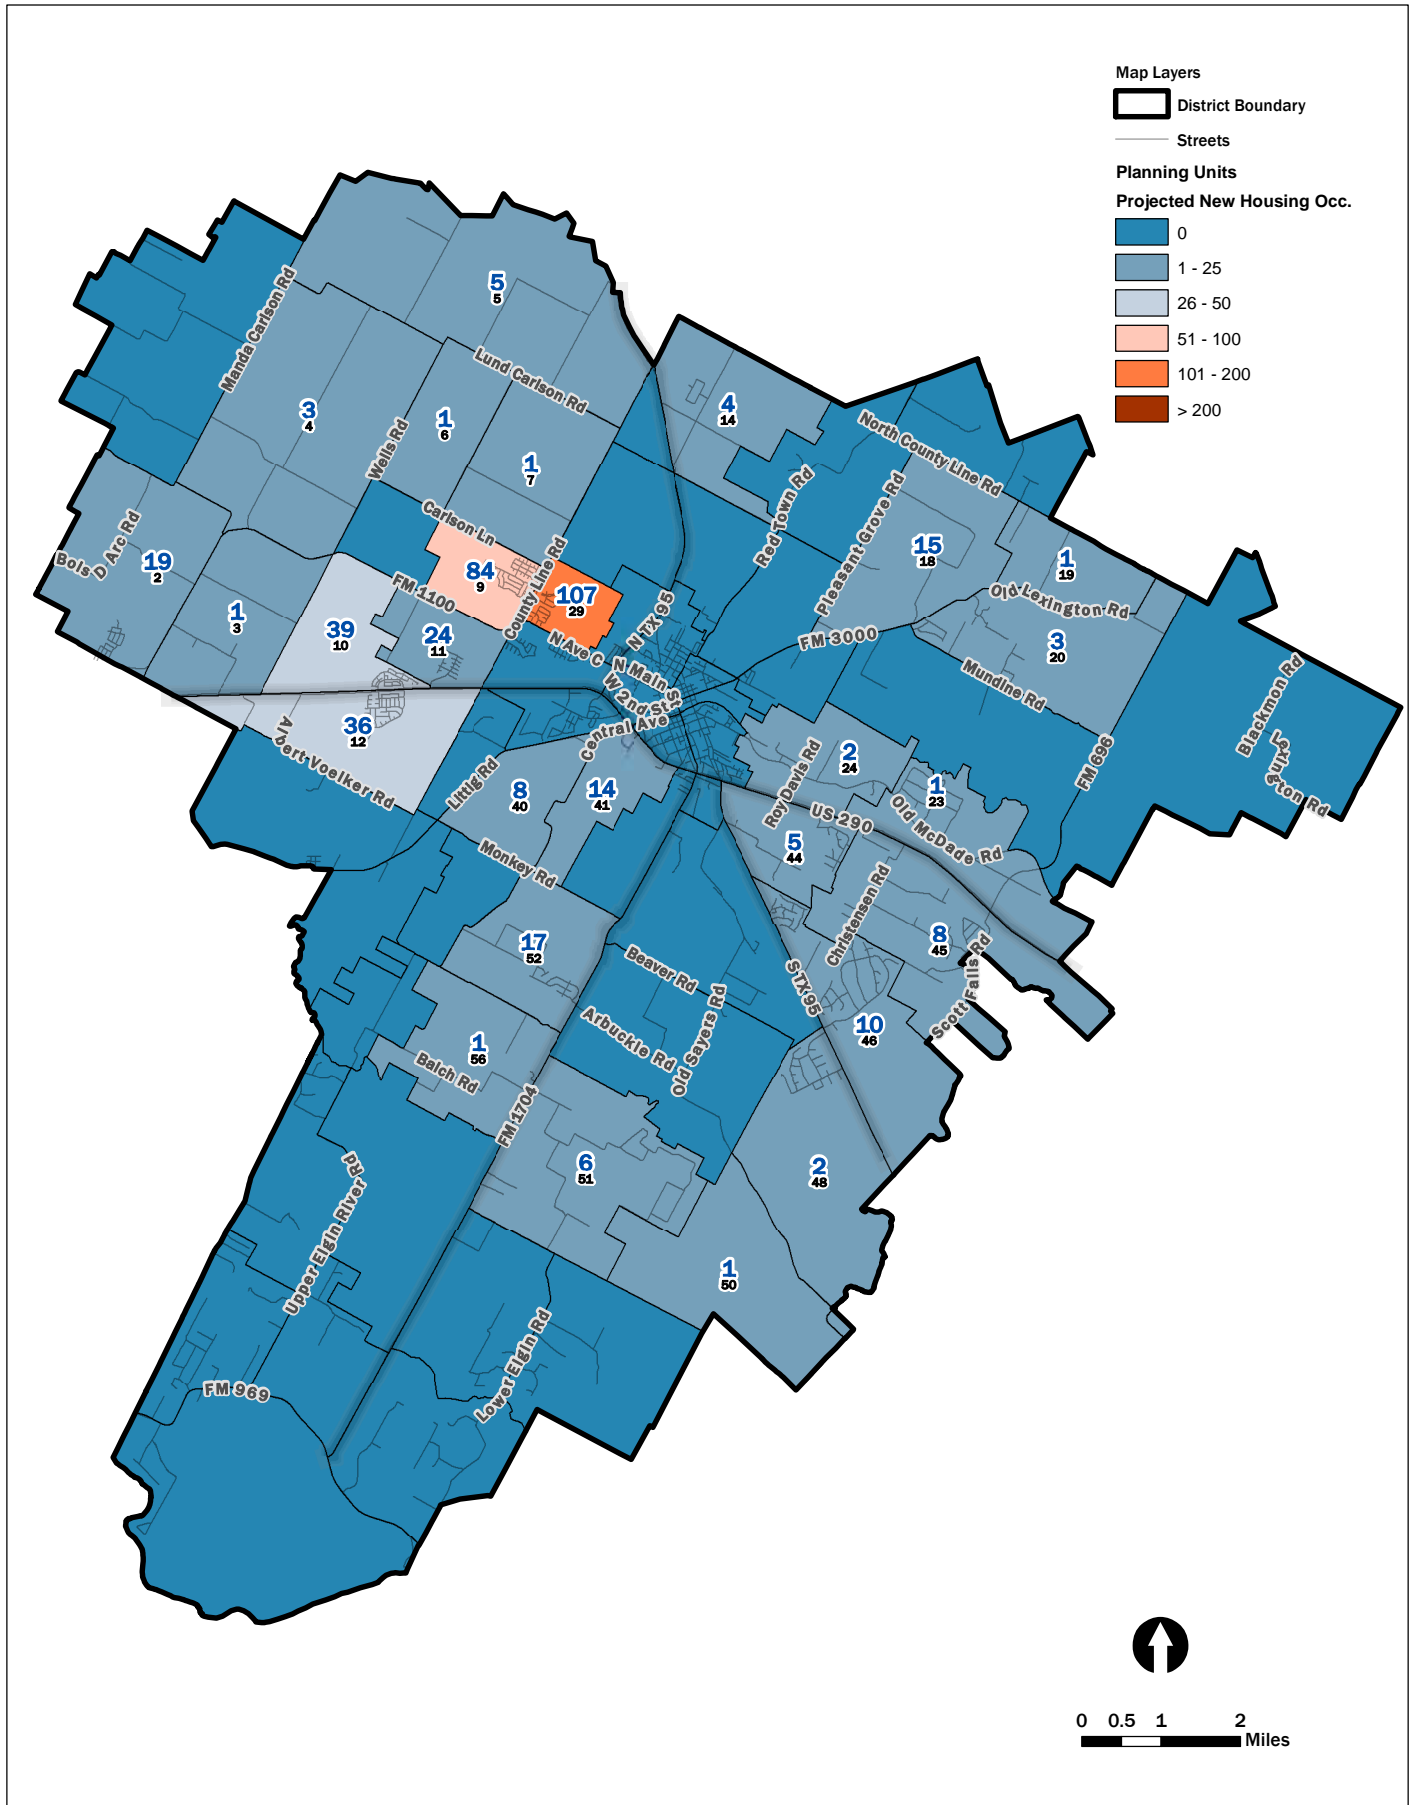 Map Layers
District Boundary
Streets
Planning Units
Projected New Housing Occ.
0
1 - 25
26 - 50
51 - 100
101 - 200
> 200
Manda Carlson Rd
5
5
Lund Carlson Rd
3
4
Wells Rd
1
6
1
7
4
14
North County Line Rd
Red Town Rd
Pleasant Grove Rd
Carlson Ln
Bois D Arc Rd
19
2
1
3
FM 1100
84
9
County Line Rd
107
29
15
18
1
19
Old Lexington Rd
39
10
24
11
N Ave C
N TX 95
N Main St
W 2nd St
Central Ave
FM 3000
3
20
Mundine Rd
FM 696
Blackmon Rd
Lexington Rd
36
12
Albert Voelker Rd
Littig Rd
8
40
14
41
Roy Davis Rd
2
24
1
23
US 290
Old McDade Rd
5
44
Monkey Rd
Christensen Rd
17
52
8
45
Beaver Rd
S TX 95
Scott Falls Rd
Arbuckle Rd
Old Sayers Rd
10
46
1
56
Balch Rd
FM 1704
6
51
2
48
Upper Elgin River Rd
1
50
Lower Elgin Rd
FM 969
0 0.5 1 2
Miles